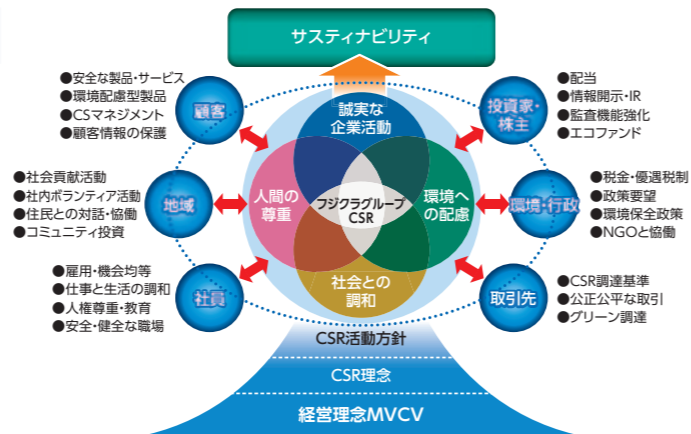 サスティナビリティ
●安全な製品・サービス
●環境配慮型製品
●CSマネジメント
●顧客情報の保護
顧客
●社会貢献活動
●社内ボランティア活動
●住民との対話・協働
●コミュニティ投資
地域
●雇用・機会均等
●仕事と生活の調和
●人権尊重・教育
●安全・健全な職場
社員
誠実な
企業活動
人間の
尊重
フジクラグループ
CSR
環境へ
の配慮
社会との
調和
投資家・
株主
●配当
●情報開示・IR
●監査機能強化
●エコファンド
環境・行政
●税金・優遇税制
●政策要望
●環境保全政策
●NGOと協働
取引先
●CSR調達基準
●公正公平な取引
●グリーン調達
CSR活動方針
CSR理念
経営理念MVCV